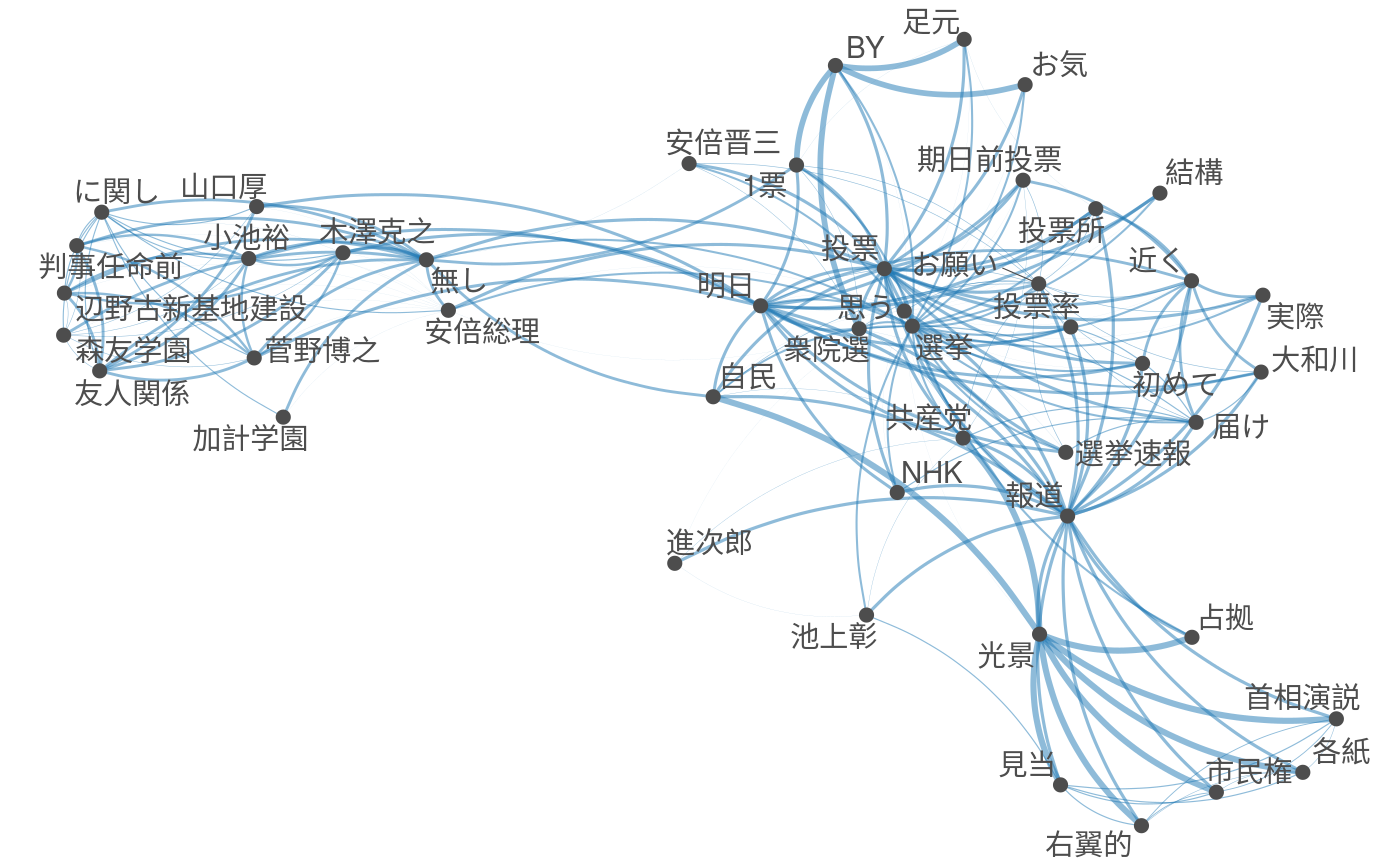 足元
BY
お気
安倍晋三
期日前投票
結構
1票
に関し
山口厚
投票所
小池裕
木澤克之
投票
お願い
近く
判事任命前
無し
明日
辺野古新基地建設
思う
投票率
実際
安倍総理
衆院選
選挙
森友学園
菅野博之
大和川
自民
初めて
友人関係
共産党
届け
加計学園
選挙速報
NHK
報道
進次郎
占拠
池上彰
光景
首相演説
各紙
見当
市民権
右翼的